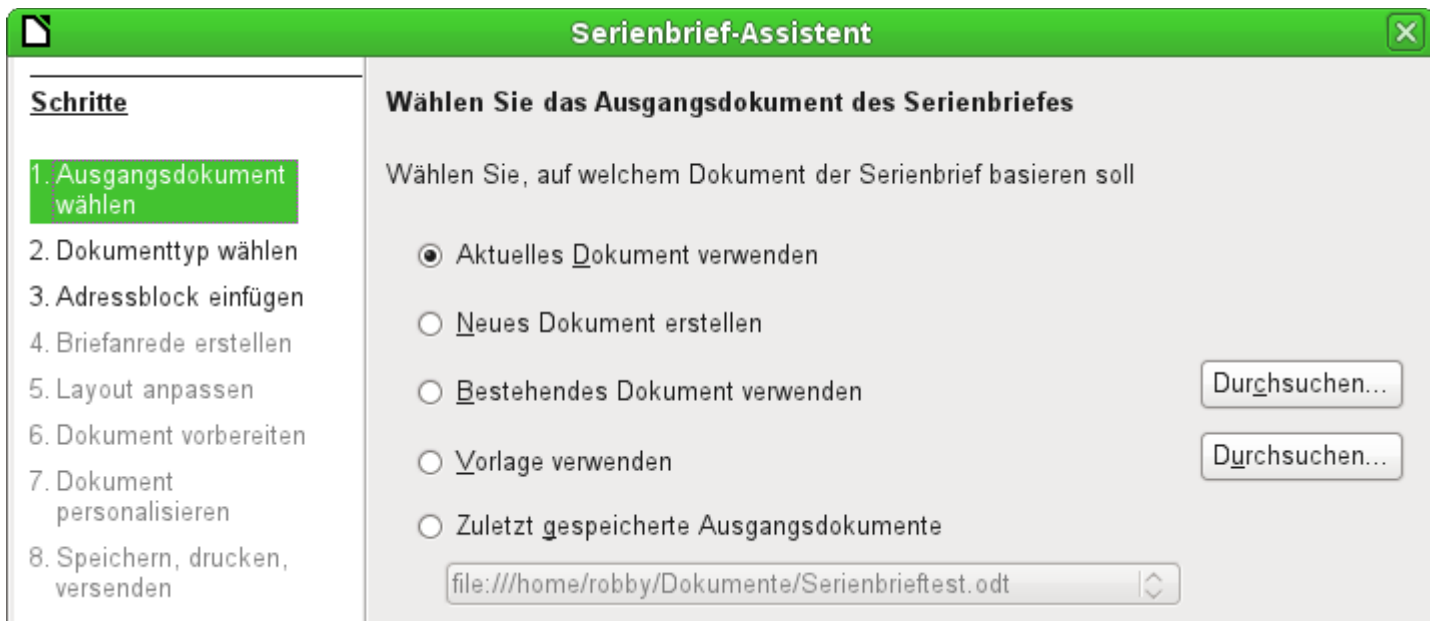 Serienbrief-Assistent
Schritte
1. Ausgangsdokument
wählen
2. Dokumenttyp wählen
3. Adressblock einfügen
4. Briefanrede erstellen
5. Layout anpassen
6. Dokument vorbereiten
7. Dokument
personalisieren
8. Speichern, drucken,
versenden
Wählen Sie das Ausgangsdokument des Serienbriefes
Wählen Sie, auf welchem Dokument der Serienbrief basieren soll
Aktuelles Dokument verwenden
Neues Dokument erstellen
Bestehendes Dokument verwenden
Durchsuchen...
Vorlage verwenden
Durchsuchen...
Zuletzt gespeicherte Ausgangsdokumente
file:///home/robby/Dokumente/Serienbrieftest.odt